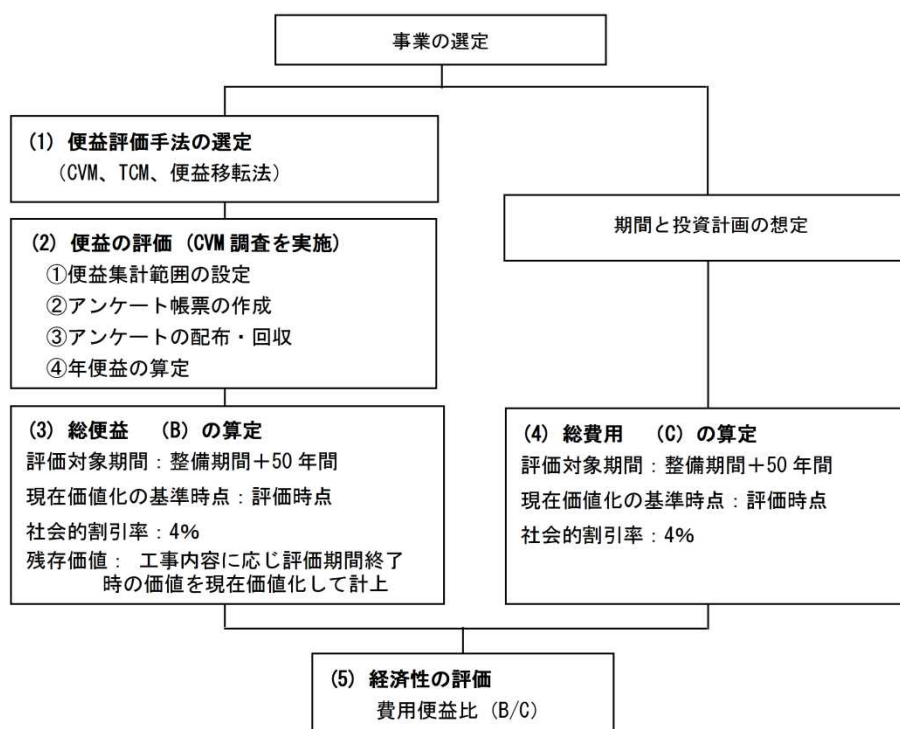 事業の選定
(1) 便益評価手法の選定
（CVM、TCM、便益移転法）
(2) 便益の評価（CVM 調査を実施）
①便益集計範囲の設定
②アンケート帳票の作成
③アンケートの配布・回収
④年便益の算定
期間と投資計画の想定
(3) 総便益 （B）の算定
評価対象期間：整備期間＋50 年間
現在価値化の基準時点：評価時点
社会的割引率：4%
残存価値： 工事内容に応じ評価期間終了
時の価値を現在価値化して計上
(4) 総費用 （C）の算定
評価対象期間：整備期間＋50 年間
現在価値化の基準時点：評価時点
社会的割引率：4%
(5) 経済性の評価
費用便益比（B/C）